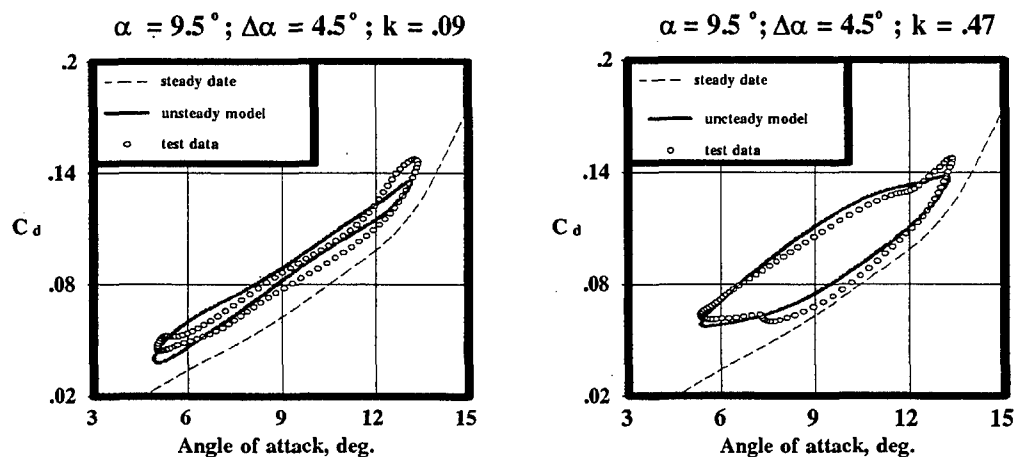 α = 9.5°; Δα = 4.5°; k = .09
.2
steady date
unsteady model
test data
.14
C d
.08
.02
3 6 9 12 15
Angle of attack, deg.
α = 9.5°; Δα = 4.5°; k = .47
.2
steady date
uncteady model
test data
.14
C d
.08
.02
3 6 9 12 15
Angle of attack, deg.